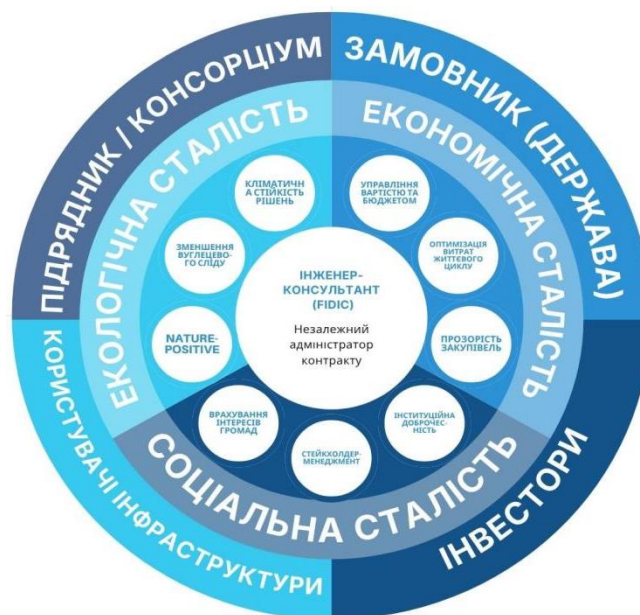 ПІДРЯДНИК / КОНСОРЦІУМ
ЗАМОВНИК (ДЕРЖАВА)
ЕКОЛОГІЧНА СТАЛІСТЬ
ЕКОНОМІЧНА СТАЛІСТЬ
КЛІМАТИЧН
А СТІЙКІСТЬ
РІШЕНЬ
УПРАВЛІННЯ
ВАРТІСТЮ ТА
БЮДЖЕТОМ
ЗМЕНШЕННЯ
ВУГЛЕЦЕВО-
ГО СЛІДУ
ОПТИМІЗАЦІЯ
ВИТРАТ
ЖИТТЄВОГО
ЦИКЛУ
ІНЖЕНЕР-
КОНСУЛЬТАНТ
(FIDIC)
Незалежний
адміністратор
контракту
NATURE-
POSITIVE
ПРОЗОРІСТЬ
ЗАКУПІВЕЛЬ
ВРАХУВАННЯ
ІНТЕРЕСІВ
ГРОМАД
СТЕЙКХОЛДЕР-
МЕНЕДЖМЕНТ
ІНСТИТУЦІЙНА
ДОБРОЧЕС-
НІСТЬ
СОЦІАЛЬНА СТАЛІСТЬ
КОРИСТУВАЧІ ІНФРАСТРУКТУРИ
ІНВЕСТОРИ